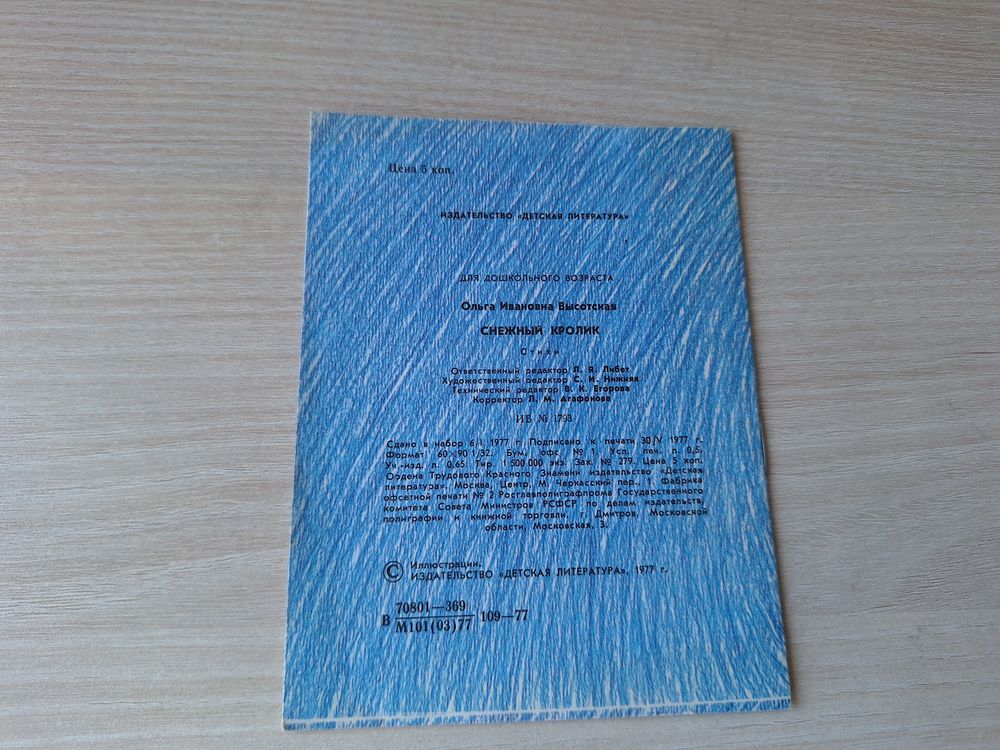 Цена 5 коп.
ИЗДАТЕЛЬСТВО «ДЕТСКАЯ ЛИТЕРАТУРА»
ДЛЯ ДОШКОЛЬНОГО ВОЗРАСТА
Ольга Ивановна Высотская
СНЕЖНЫЙ КРОЛИК
Стихи
Ответственный редактор Л. Я. Либет
Художественный редактор С. И. Нижняя
Технический редактор В. К. Егорова
Корректор Л. М. Агафонова
ИБ № 1793
Сдано в набор 6/I 1977 г. Подписано к печати 30/V 1977 г.
Формат 60×90 1/32. Бум. офс № 1. Усл. печ. л 0,5.
Уч.-изд. л. 0,65. Тир. 1 500 000 экз. Зак. № 279. Цена 5 коп.
Ордена Трудового Красного Знамени издательство «Детская
литература». Москва, Центр, М. Черкасский пер., 1. Фабрика
офсетной печати № 2 Росглавполиграфпрома Государственного
комитета Совета Министров РСФСР по делам издательств,
полиграфии и книжной торговли, г. Дмитров, Московской
области, Московская, 3.
© Иллюстрации.
ИЗДАТЕЛЬСТВО «ДЕТСКАЯ ЛИТЕРАТУРА», 1977 г.
В 70801—369 109—77
М101(03)77